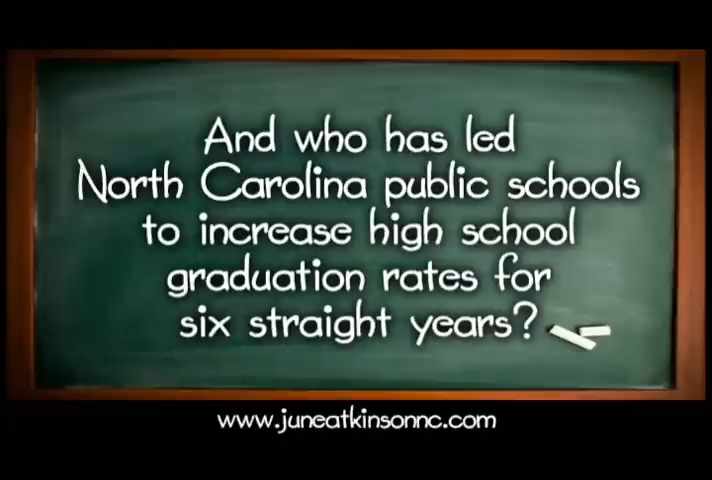 And who has led
North Carolina public schools
to increase high school
graduation rates for
six straight years?
www.juneatkinsonnc.com